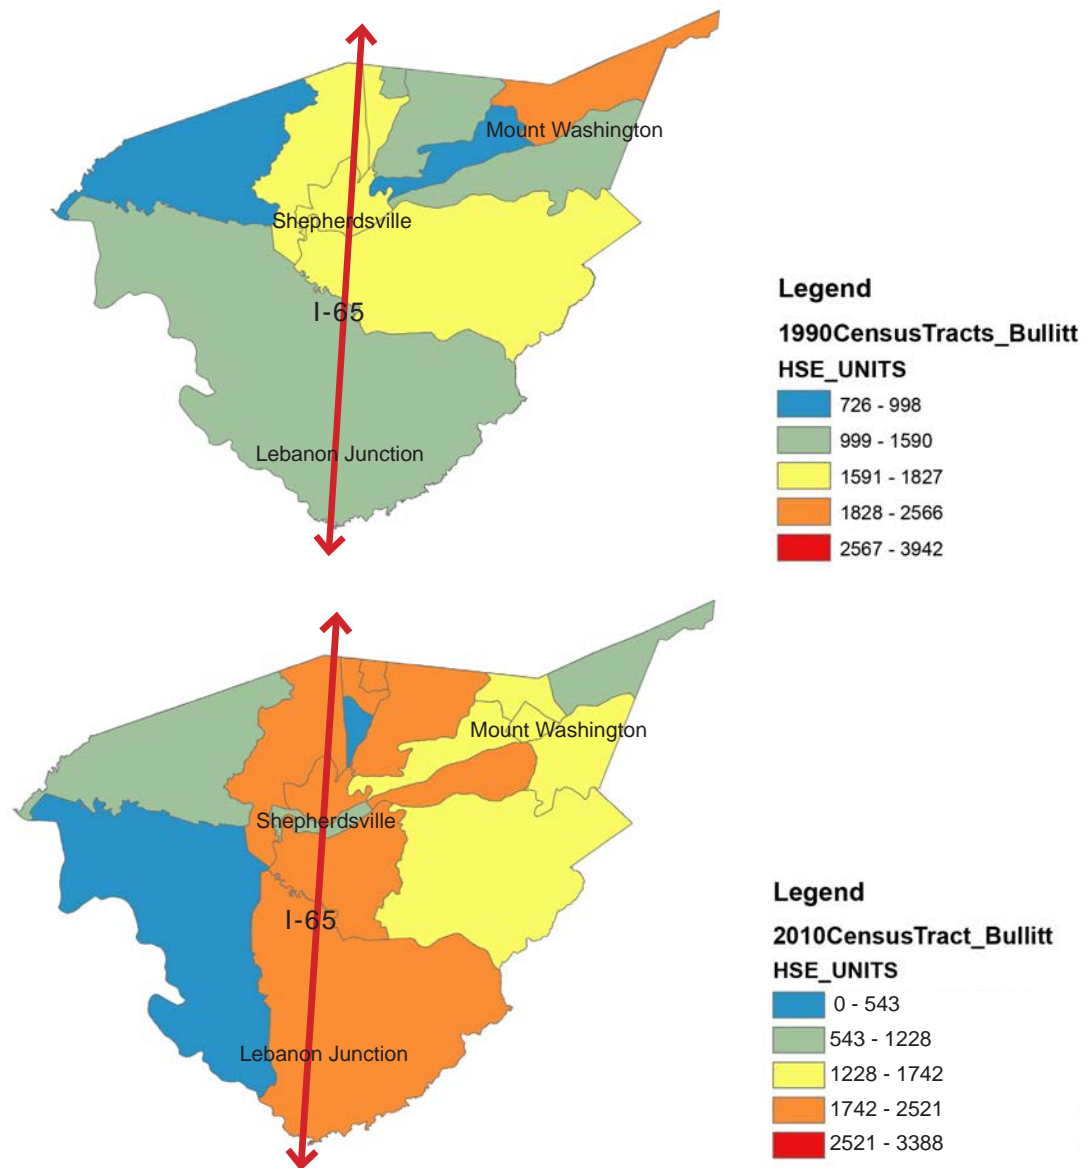 Mount Washington
Shepherdsville
I-65
Lebanon Junction
Legend
1990CensusTracts_Bullitt
HSE_UNITS
726 - 998
999 - 1590
1591 - 1827
1828 - 2566
2567 - 3942
Mount Washington
Shepherdsville
I-65
Lebanon Junction
Legend
2010CensusTract_Bullitt
HSE_UNITS
0 - 543
543 - 1228
1228 - 1742
1742 - 2521
2521 - 3388